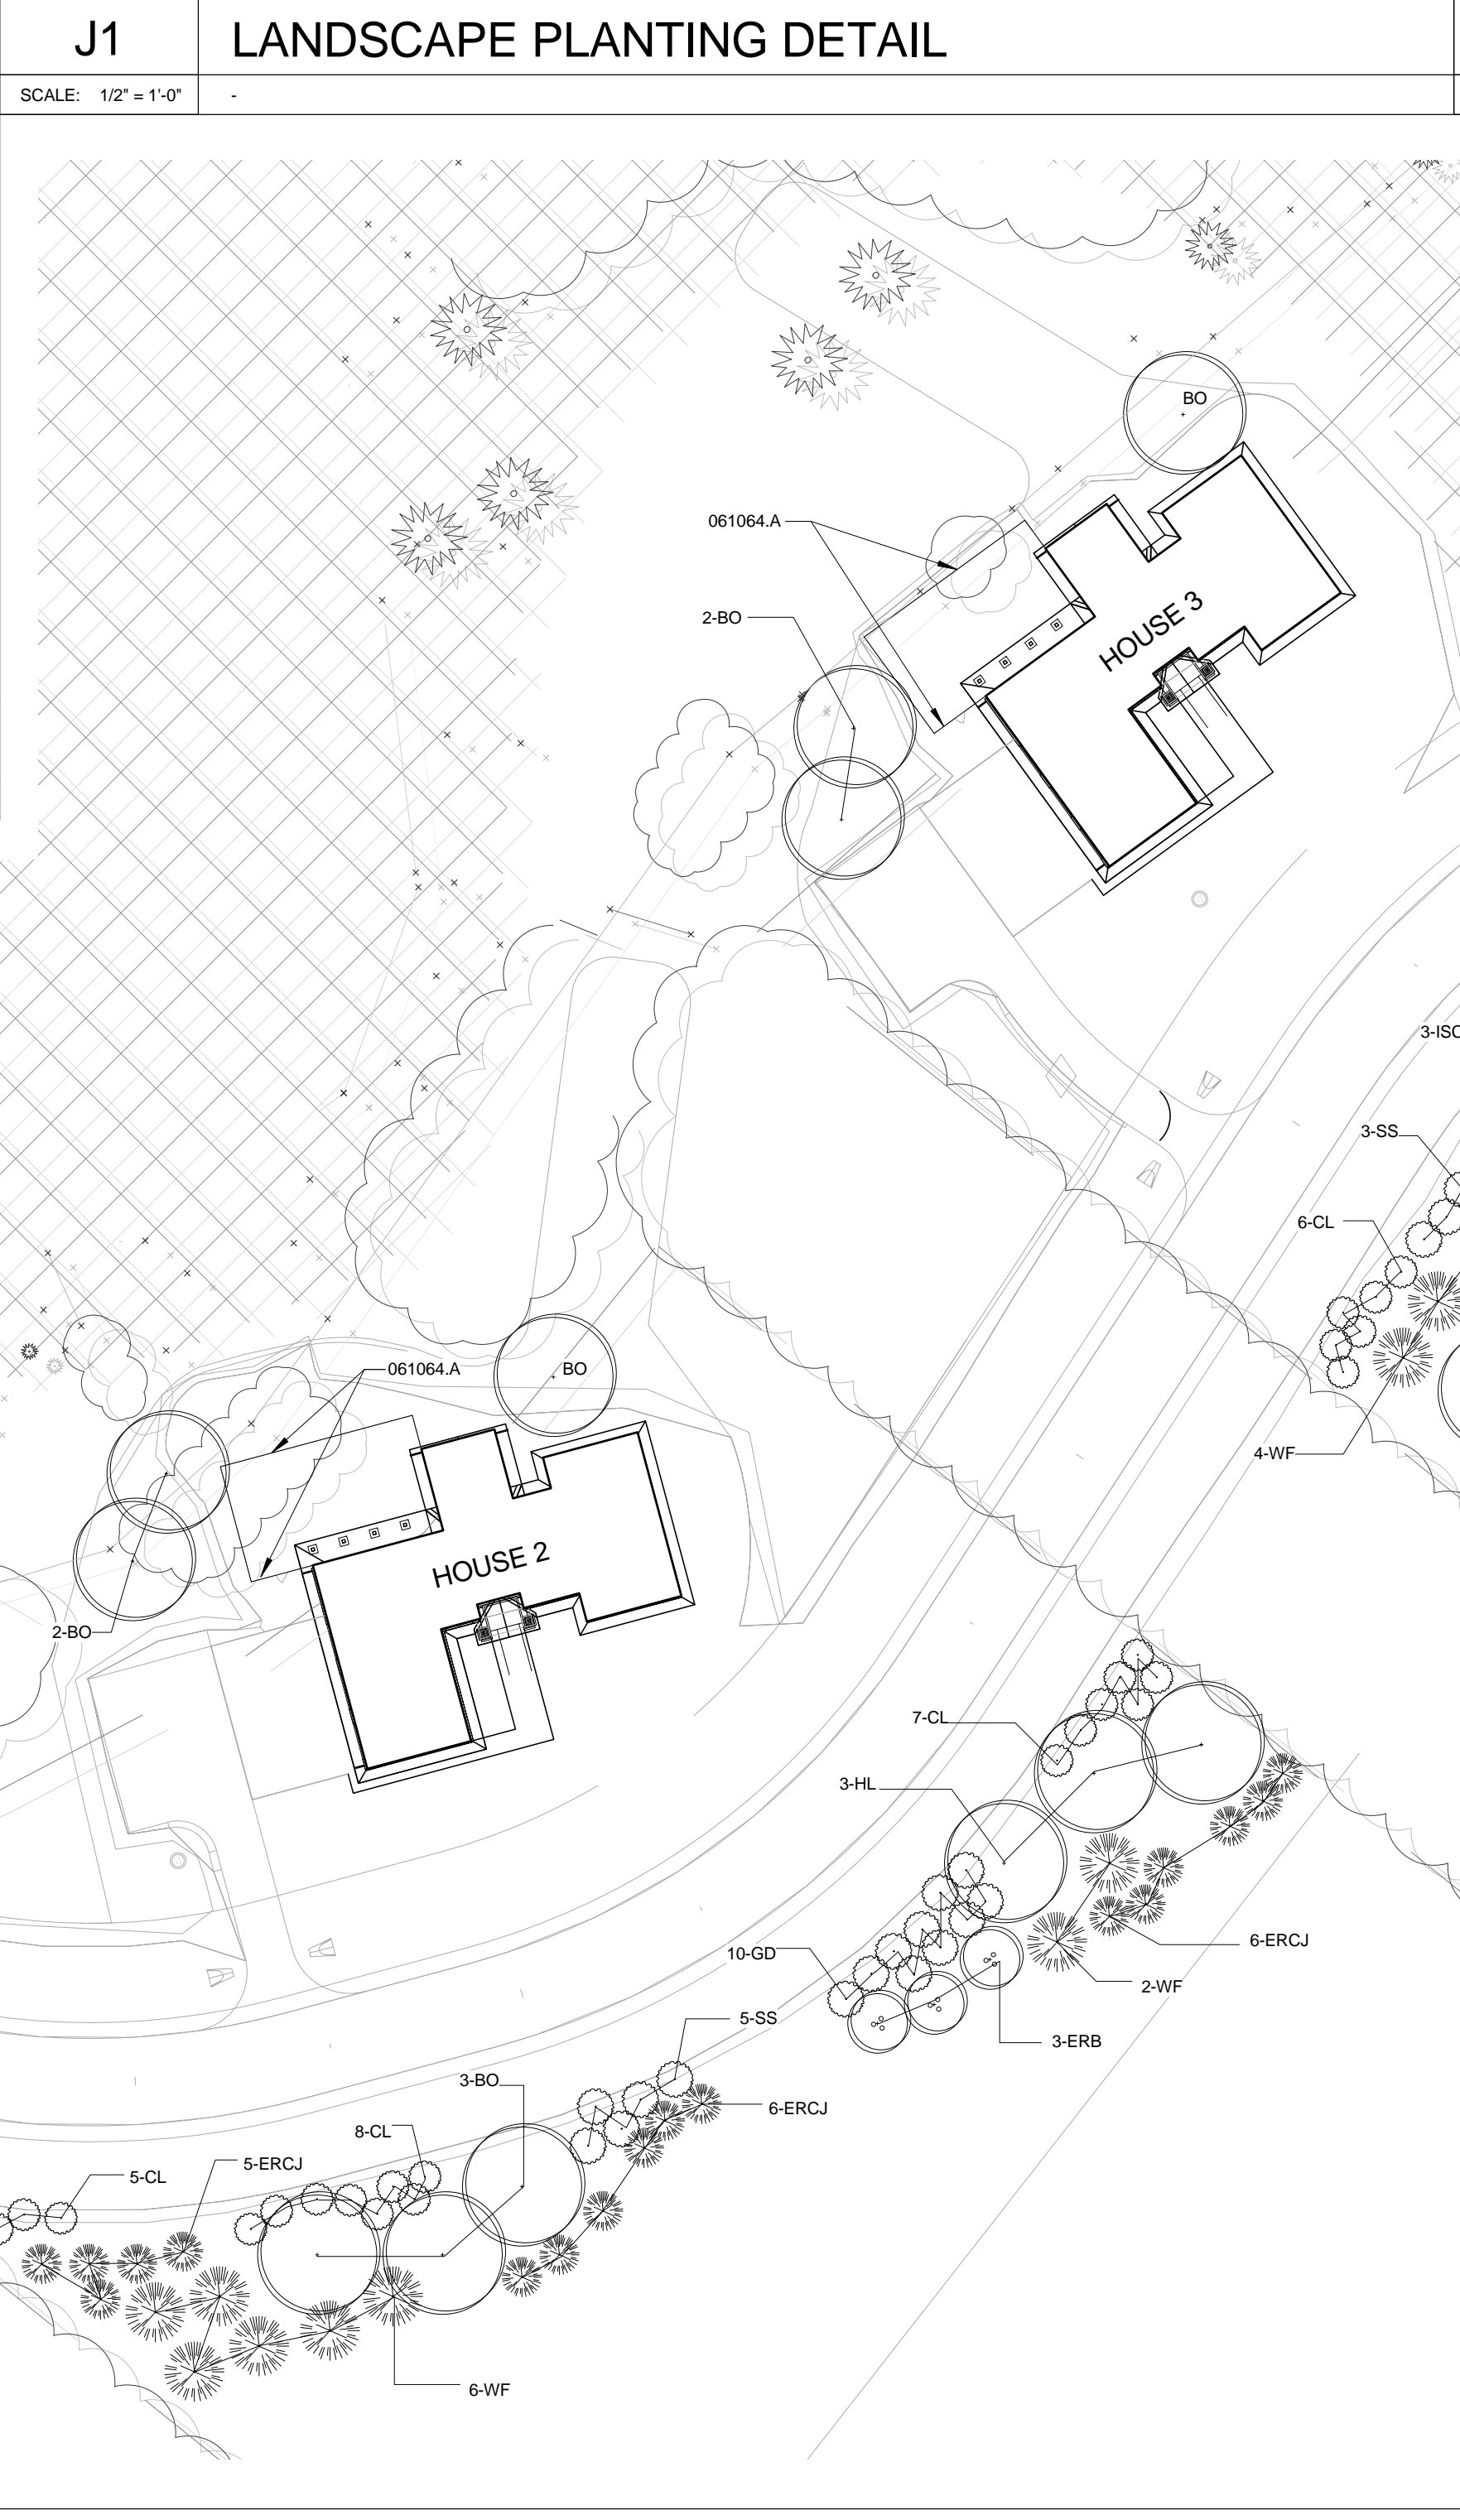 J1
LANDSCAPE PLANTING DETAIL
SCALE: 1/2" = 1'-0"
-
BO
061064.A
2-BO
HOUSE 3
3-ISC
3-SS
6-CL
061064.A
BO
4-WF
HOUSE 2
2-BO
7-CL
3-HL
6-ERCJ
10-GD
2-WF
5-SS
3-ERB
3-BO
6-ERCJ
8-CL
5-ERCJ
5-CL
6-WF